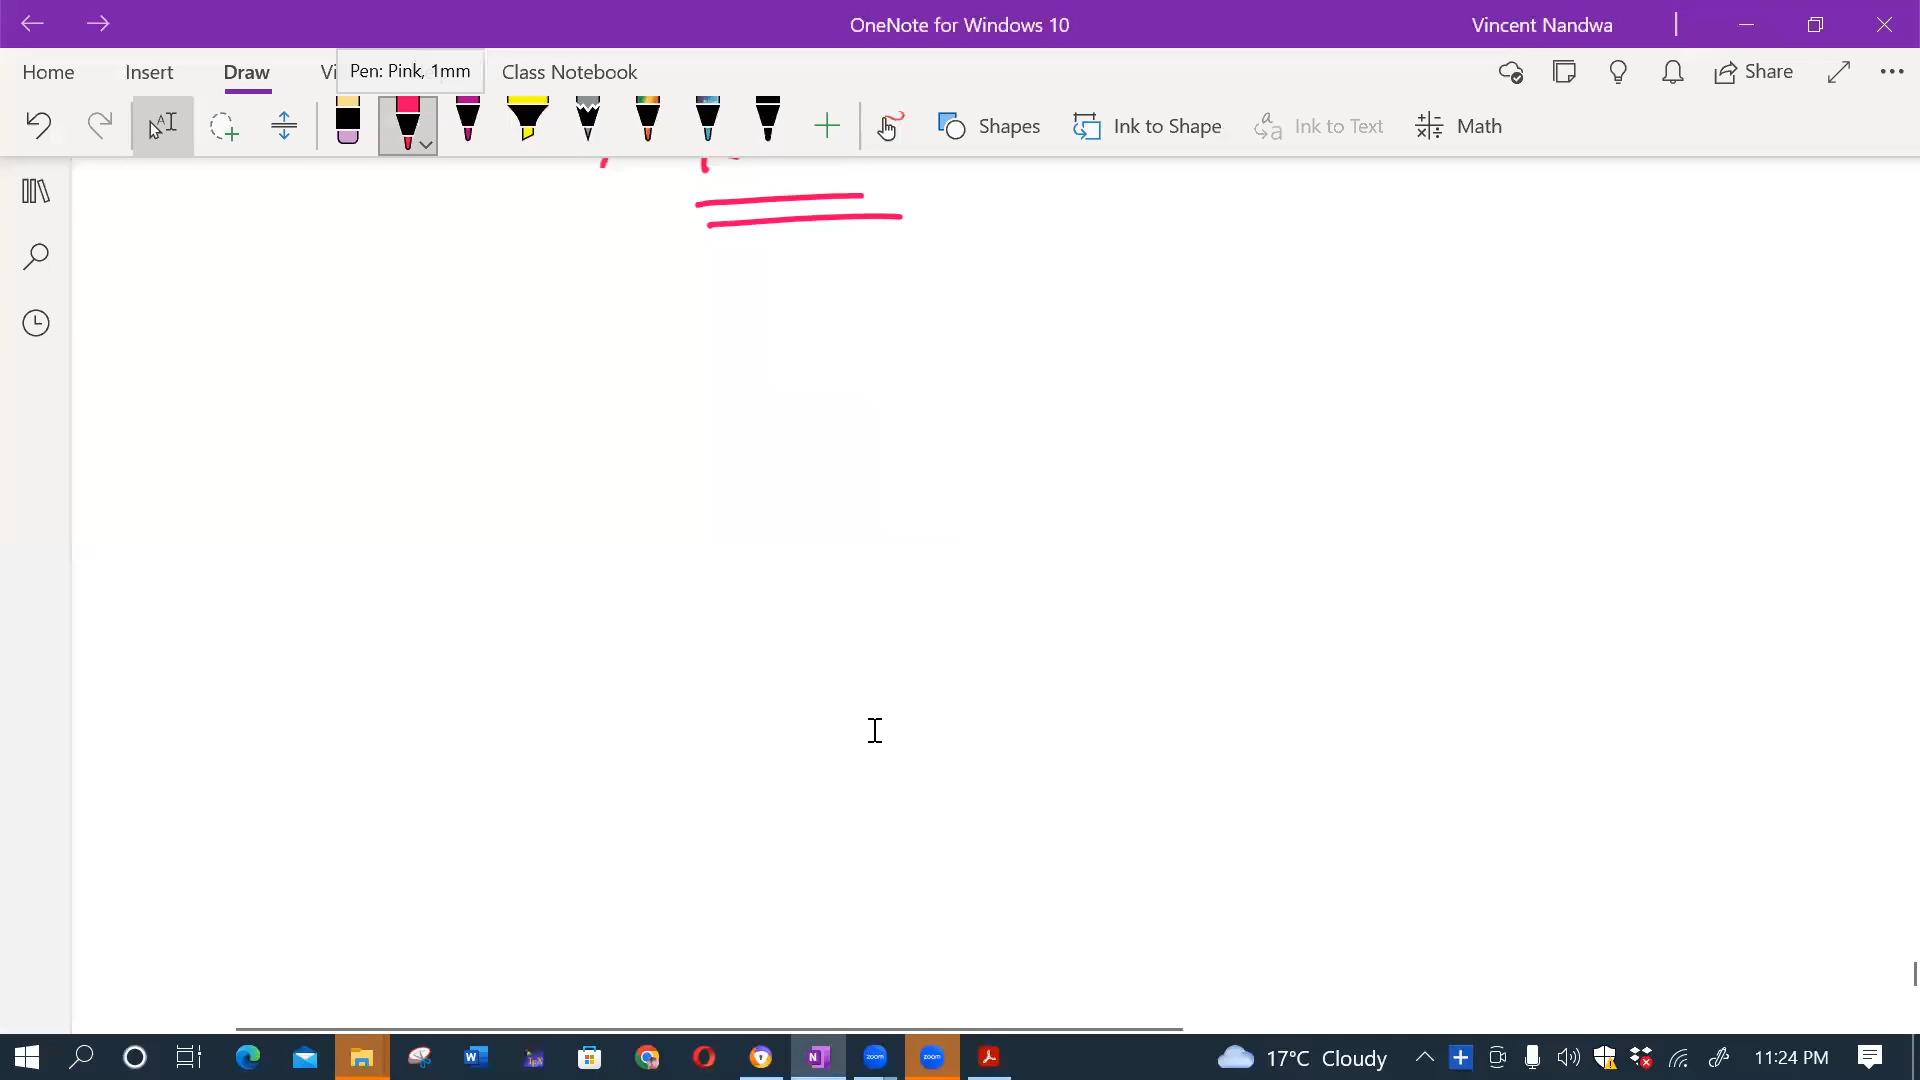 OneNote for Windows 10
Vincent Nandwa
Home Insert Draw Vi Pen: Pink, 1mm Class Notebook
Share
Shapes Ink to Shape Ink to Text Math
17°C Cloudy 11:24 PM